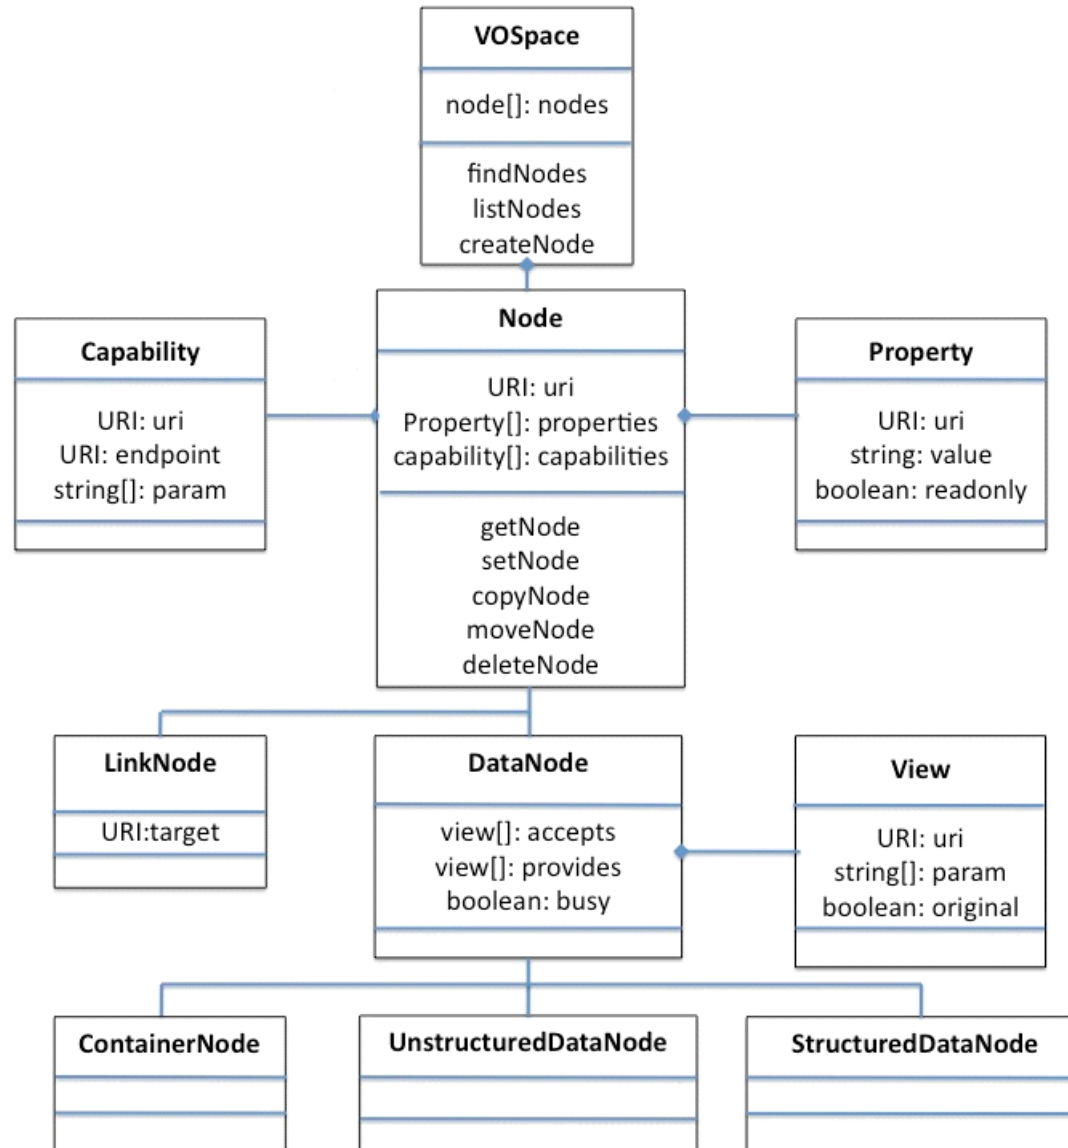 VOSpace
node[]: nodes
findNodes
listNodes
createNode
Capability
URI: uri
URI: endpoint
string[]: param
Node
URI: uri
Property[]: properties
capability[]: capabilities
getNode
setNode
copyNode
moveNode
deleteNode
Property
URI: uri
string: value
boolean: readonly
LinkNode
URI:target
DataNode
view[]: accepts
view[]: provides
boolean: busy
View
URI: uri
string[]: param
boolean: original
ContainerNode
UnstructuredDataNode
StructuredDataNode